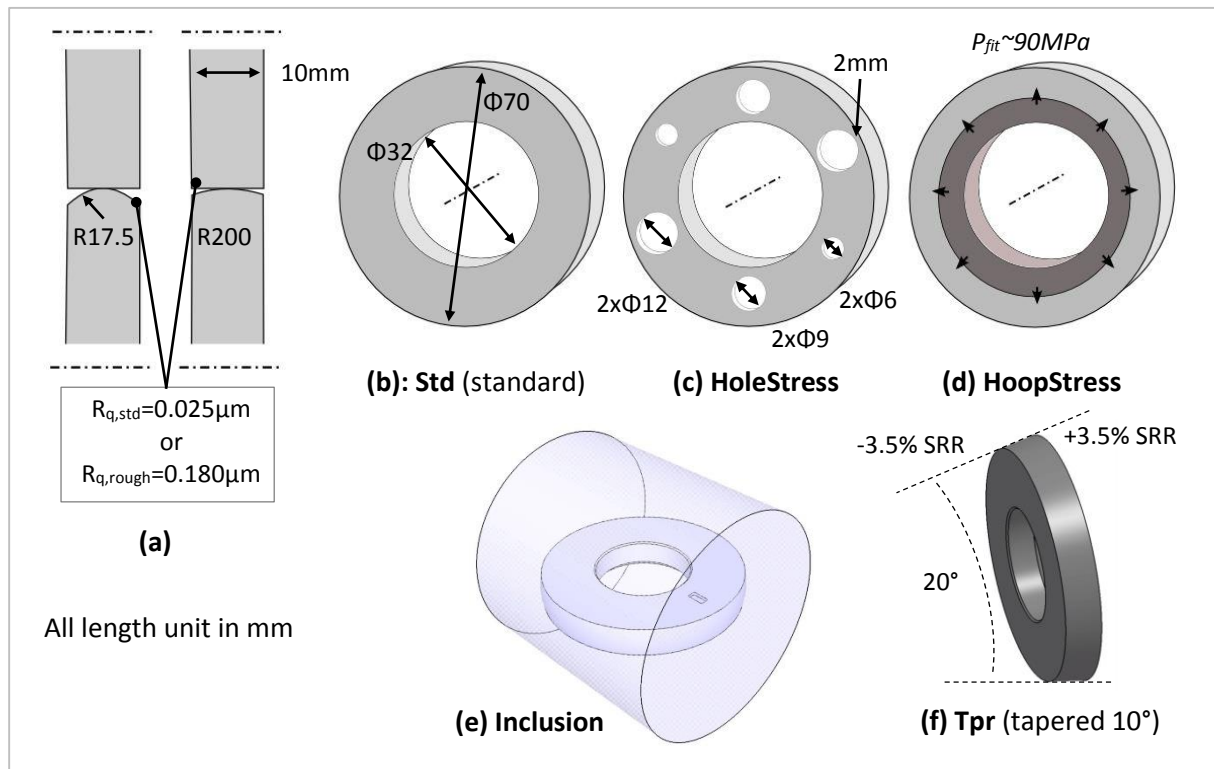 10mm
R17.5
R200
R_q,std=0.025µm
or
R_q,rough=0.180µm
(a)
All length unit in mm
Φ70
Φ32
(b): Std (standard)
2mm
2xΦ12
2xΦ9
2xΦ6
(c) HoleStress
P_fit~90MPa
(d) HoopStress
(e) Inclusion
-3.5% SRR
+3.5% SRR
20°
(f) Tpr (tapered 10°)